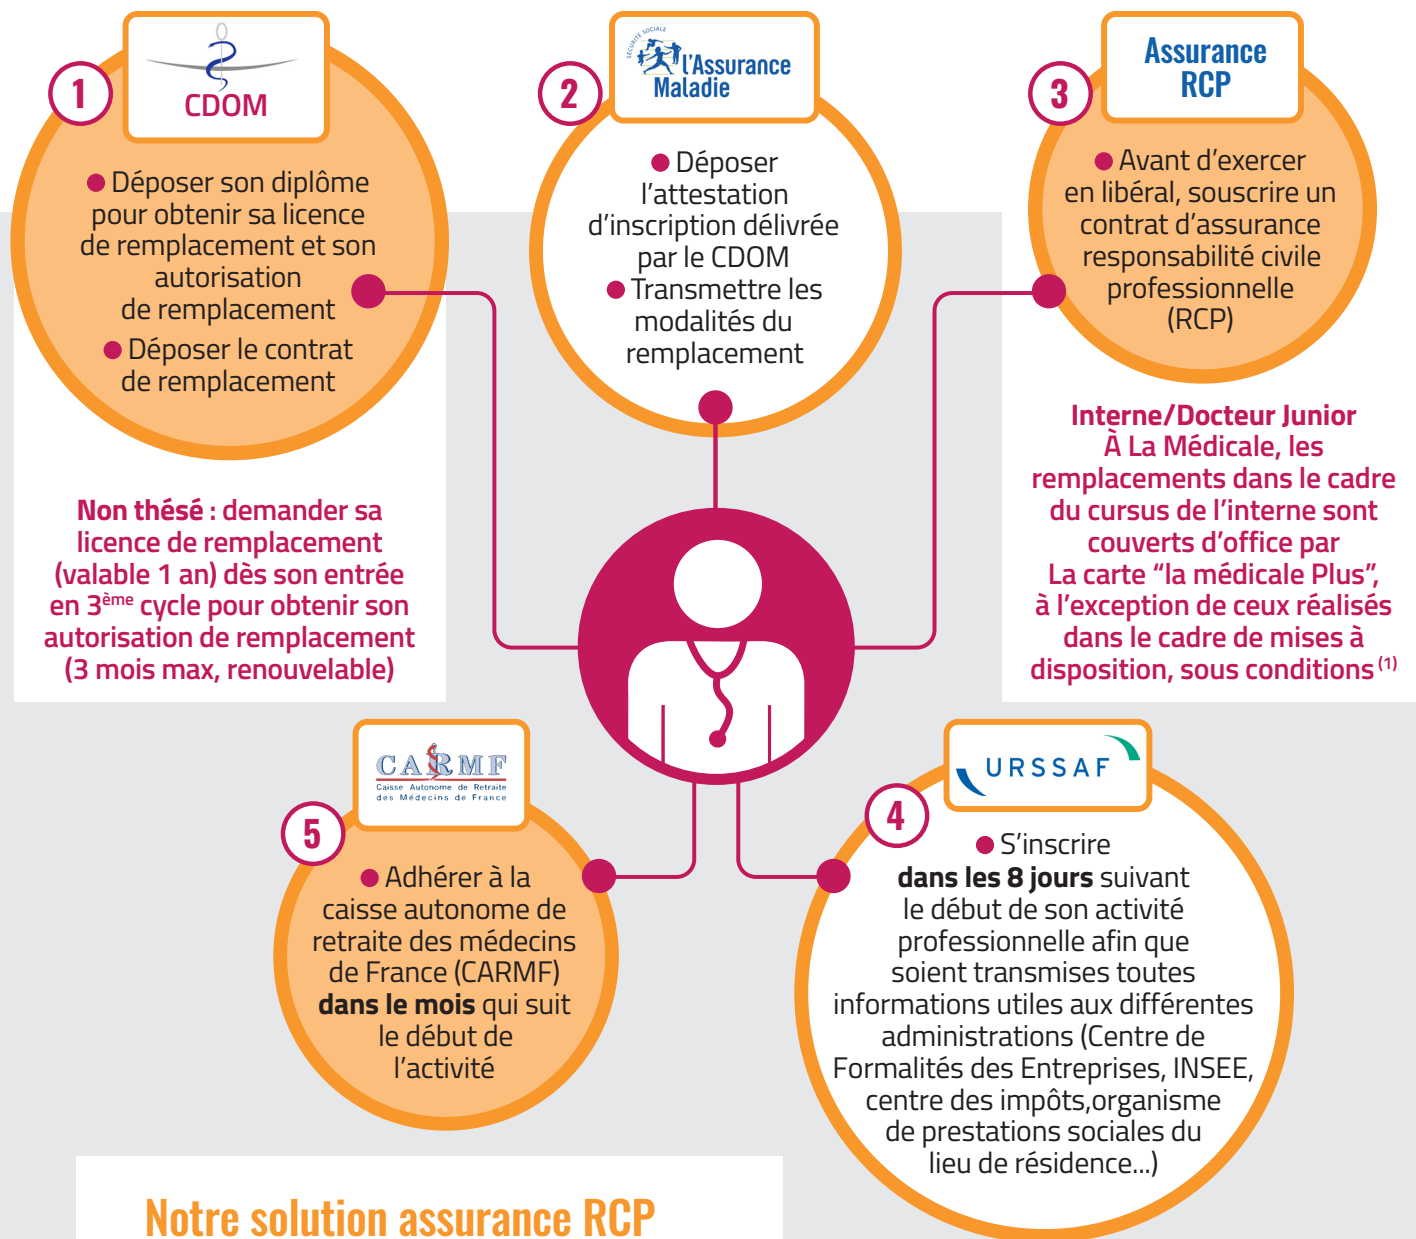 1
CDOM
● Déposer son diplôme
pour obtenir sa licence
de remplacement et son
autorisation
de remplacement
● Déposer le contrat
de remplacement
Non thésé : demander sa
licence de remplacement
(valable 1 an) dès son entrée
en 3ème cycle pour obtenir son
autorisation de remplacement
(3 mois max, renouvelable)
2
SÉCURITÉ SOCIALE
l'Assurance
Maladie
● Déposer
l'attestation
d'inscription délivrée
par le CDOM
● Transmettre les
modalités du
remplacement
3
Assurance
RCP
● Avant d'exercer
en libéral, souscrire un
contrat d'assurance
responsabilité civile
professionnelle
(RCP)
Interne/Docteur Junior
À La Médicale, les
remplacements dans le cadre
du cursus de l'interne sont
couverts d'office par
La carte “la médicale Plus”,
à l'exception de ceux réalisés
dans le cadre de mises à
disposition, sous conditions (1)
4
URSSAF
● S'inscrire
dans les 8 jours suivant
le début de son activité
professionnelle afin que
soient transmises toutes
informations utiles aux différentes
administrations (Centre de
Formalités des Entreprises, INSEE,
centre des impôts,organisme
de prestations sociales du
lieu de résidence...)
5
CARMF
Caisse Autonome de Retraite
des Médecins de France
● Adhérer à la
caisse autonome de
retraite des médecins
de France (CARMF)
dans le mois qui suit
le début de
l'activité
Notre solution assurance RCP